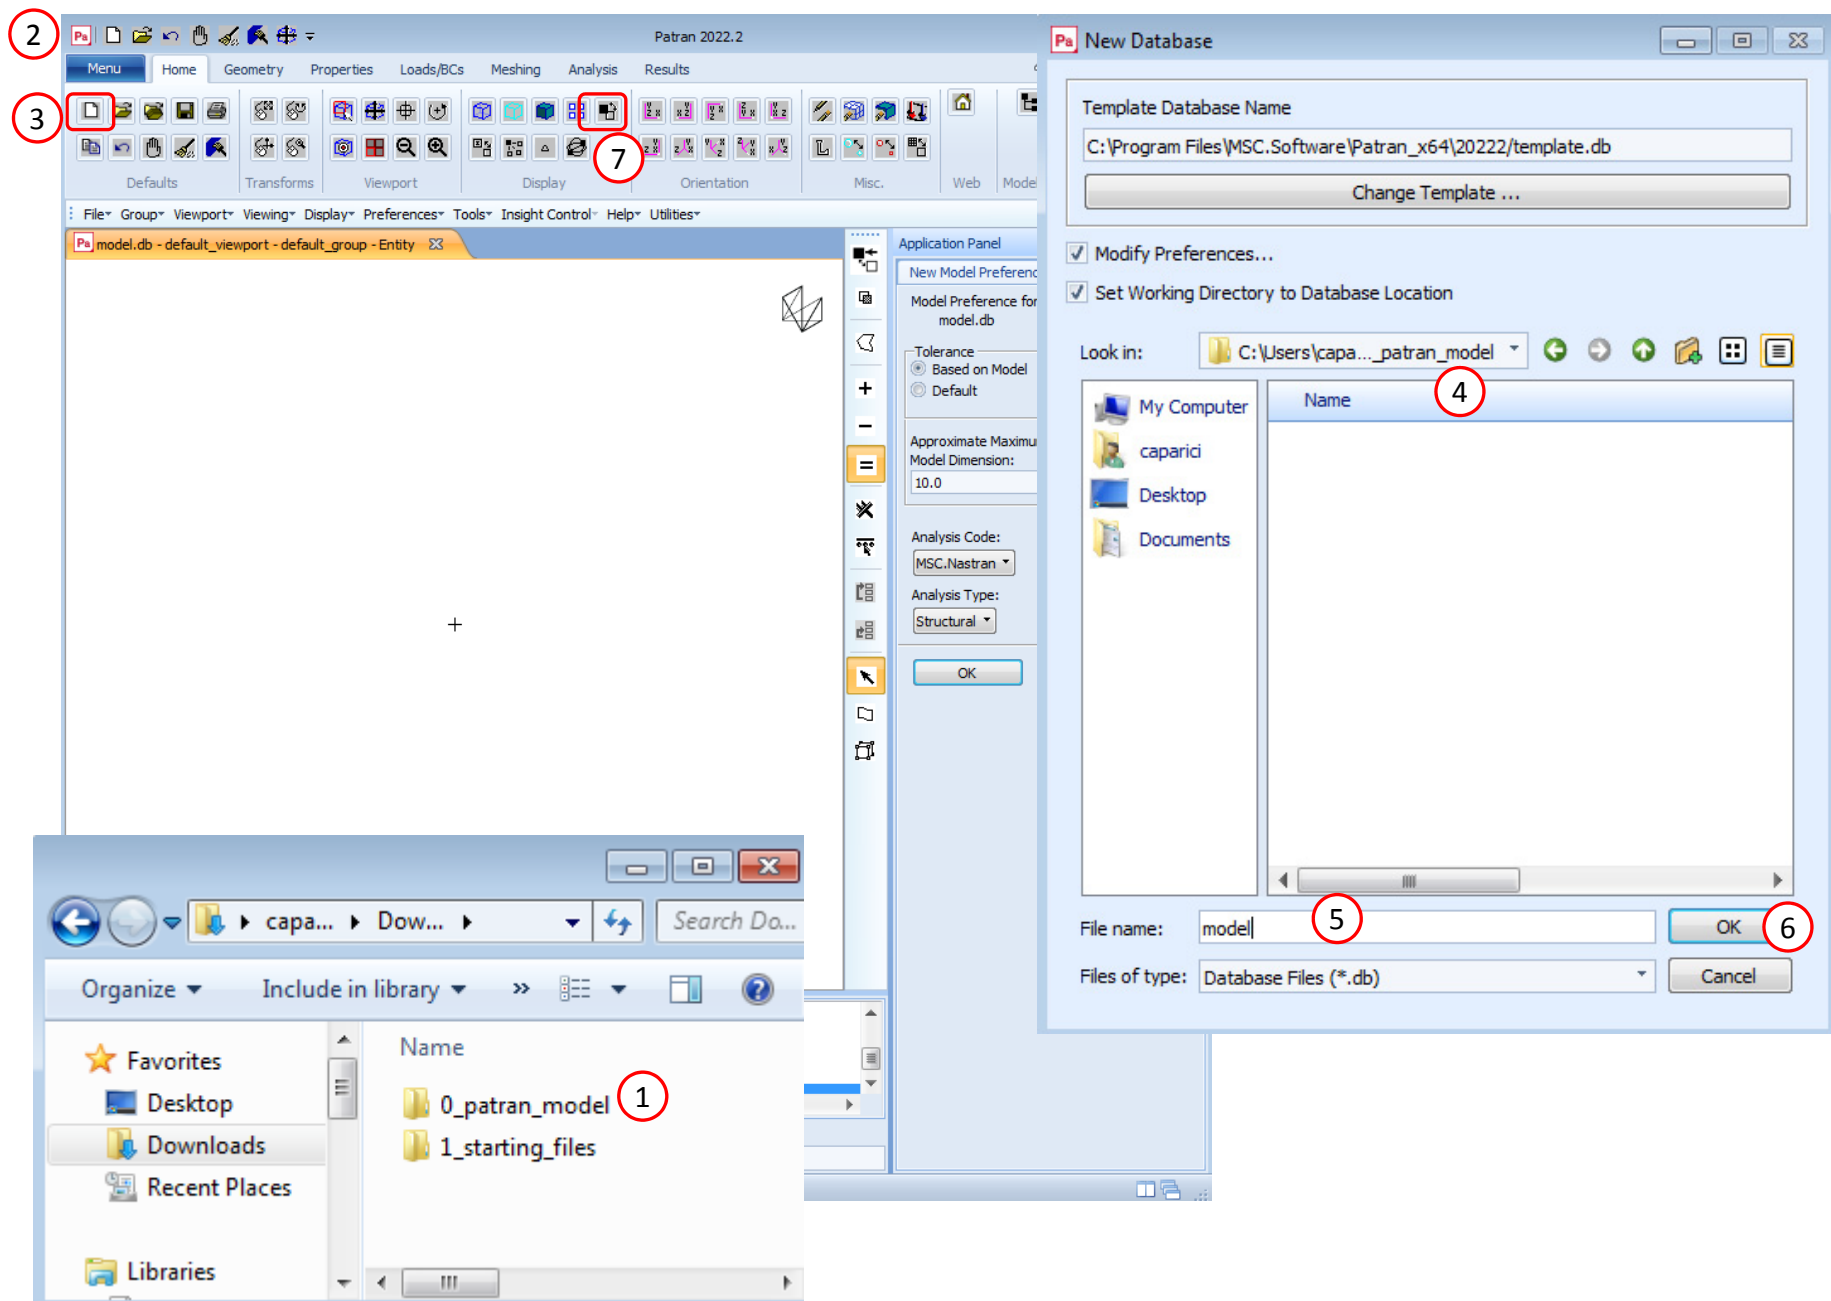 2
Pa
Patran 2022.2
Menu Home Geometry Properties Loads/BCs Meshing Analysis Results
3
7
Defaults Transforms Viewport Display Orientation Misc. Web Model
File Group Viewport Viewing Display Preferences Tools Insight Control Help Utilities
Pa model.db - default_viewport - default_group - Entity
Application Panel
New Model Preferenc
Model Preference for
model.db
Tolerance
Based on Model
Default
Approximate Maximu
Model Dimension:
10.0
Analysis Code:
MSC.Nastran
Analysis Type:
Structural
OK
Pa New Database
Template Database Name
C:\Program Files\MSC.Software\Patran_x64\20222/template.db
Change Template ...
Modify Preferences...
Set Working Directory to Database Location
Look in: C:\Users\capa..._patran_model
4
My Computer
caparici
Desktop
Documents
Name
File name: model
5
OK
6
Files of type: Database Files (*.db)
Cancel
capa... Dow...
Search Do...
Organize Include in library »
Favorites
Desktop
Downloads
Recent Places
Libraries
Name
0_patran_model
1
1_starting_files